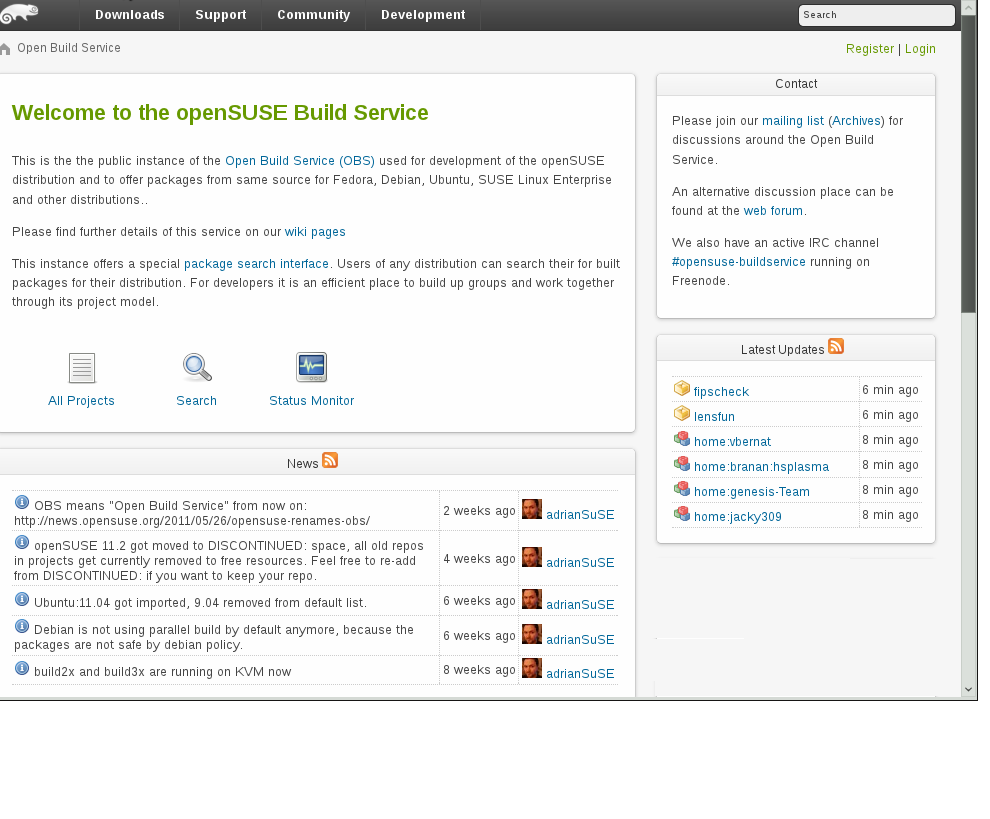 Downloads Support Community Development Search
Open Build Service Register | Login
Welcome to the openSUSE Build Service
This is the the public instance of the Open Build Service (OBS) used for development of the openSUSE
distribution and to offer packages from same source for Fedora, Debian, Ubuntu, SUSE Linux Enterprise
and other distributions..
Please find further details of this service on our wiki pages
This instance offers a special package search interface. Users of any distribution can search their for built
packages for their distribution. For developers it is an efficient place to build up groups and work together
through its project model.
All Projects Search Status Monitor
News
OBS means "Open Build Service" from now on:
http://news.opensuse.org/2011/05/26/opensuse-renames-obs/
2 weeks ago adrianSuSE
openSUSE 11.2 got moved to DISCONTINUED: space, all old repos
in projects get currently removed to free resources. Feel free to re-add
from DISCONTINUED: if you want to keep your repo.
4 weeks ago adrianSuSE
Ubuntu:11.04 got imported, 9.04 removed from default list.
6 weeks ago adrianSuSE
Debian is not using parallel build by default anymore, because the
packages are not safe by debian policy.
6 weeks ago adrianSuSE
build2x and build3x are running on KVM now
8 weeks ago adrianSuSE
Contact
Please join our mailing list (Archives) for
discussions around the Open Build
Service.
An alternative discussion place can be
found at the web forum.
We also have an active IRC channel
#opensuse-buildservice running on
Freenode.
Latest Updates
fipscheck 6 min ago
lensfun 6 min ago
home:vbernat 8 min ago
home:branan:hsplasma 8 min ago
home:genesis-Team 8 min ago
home:jacky309 8 min ago